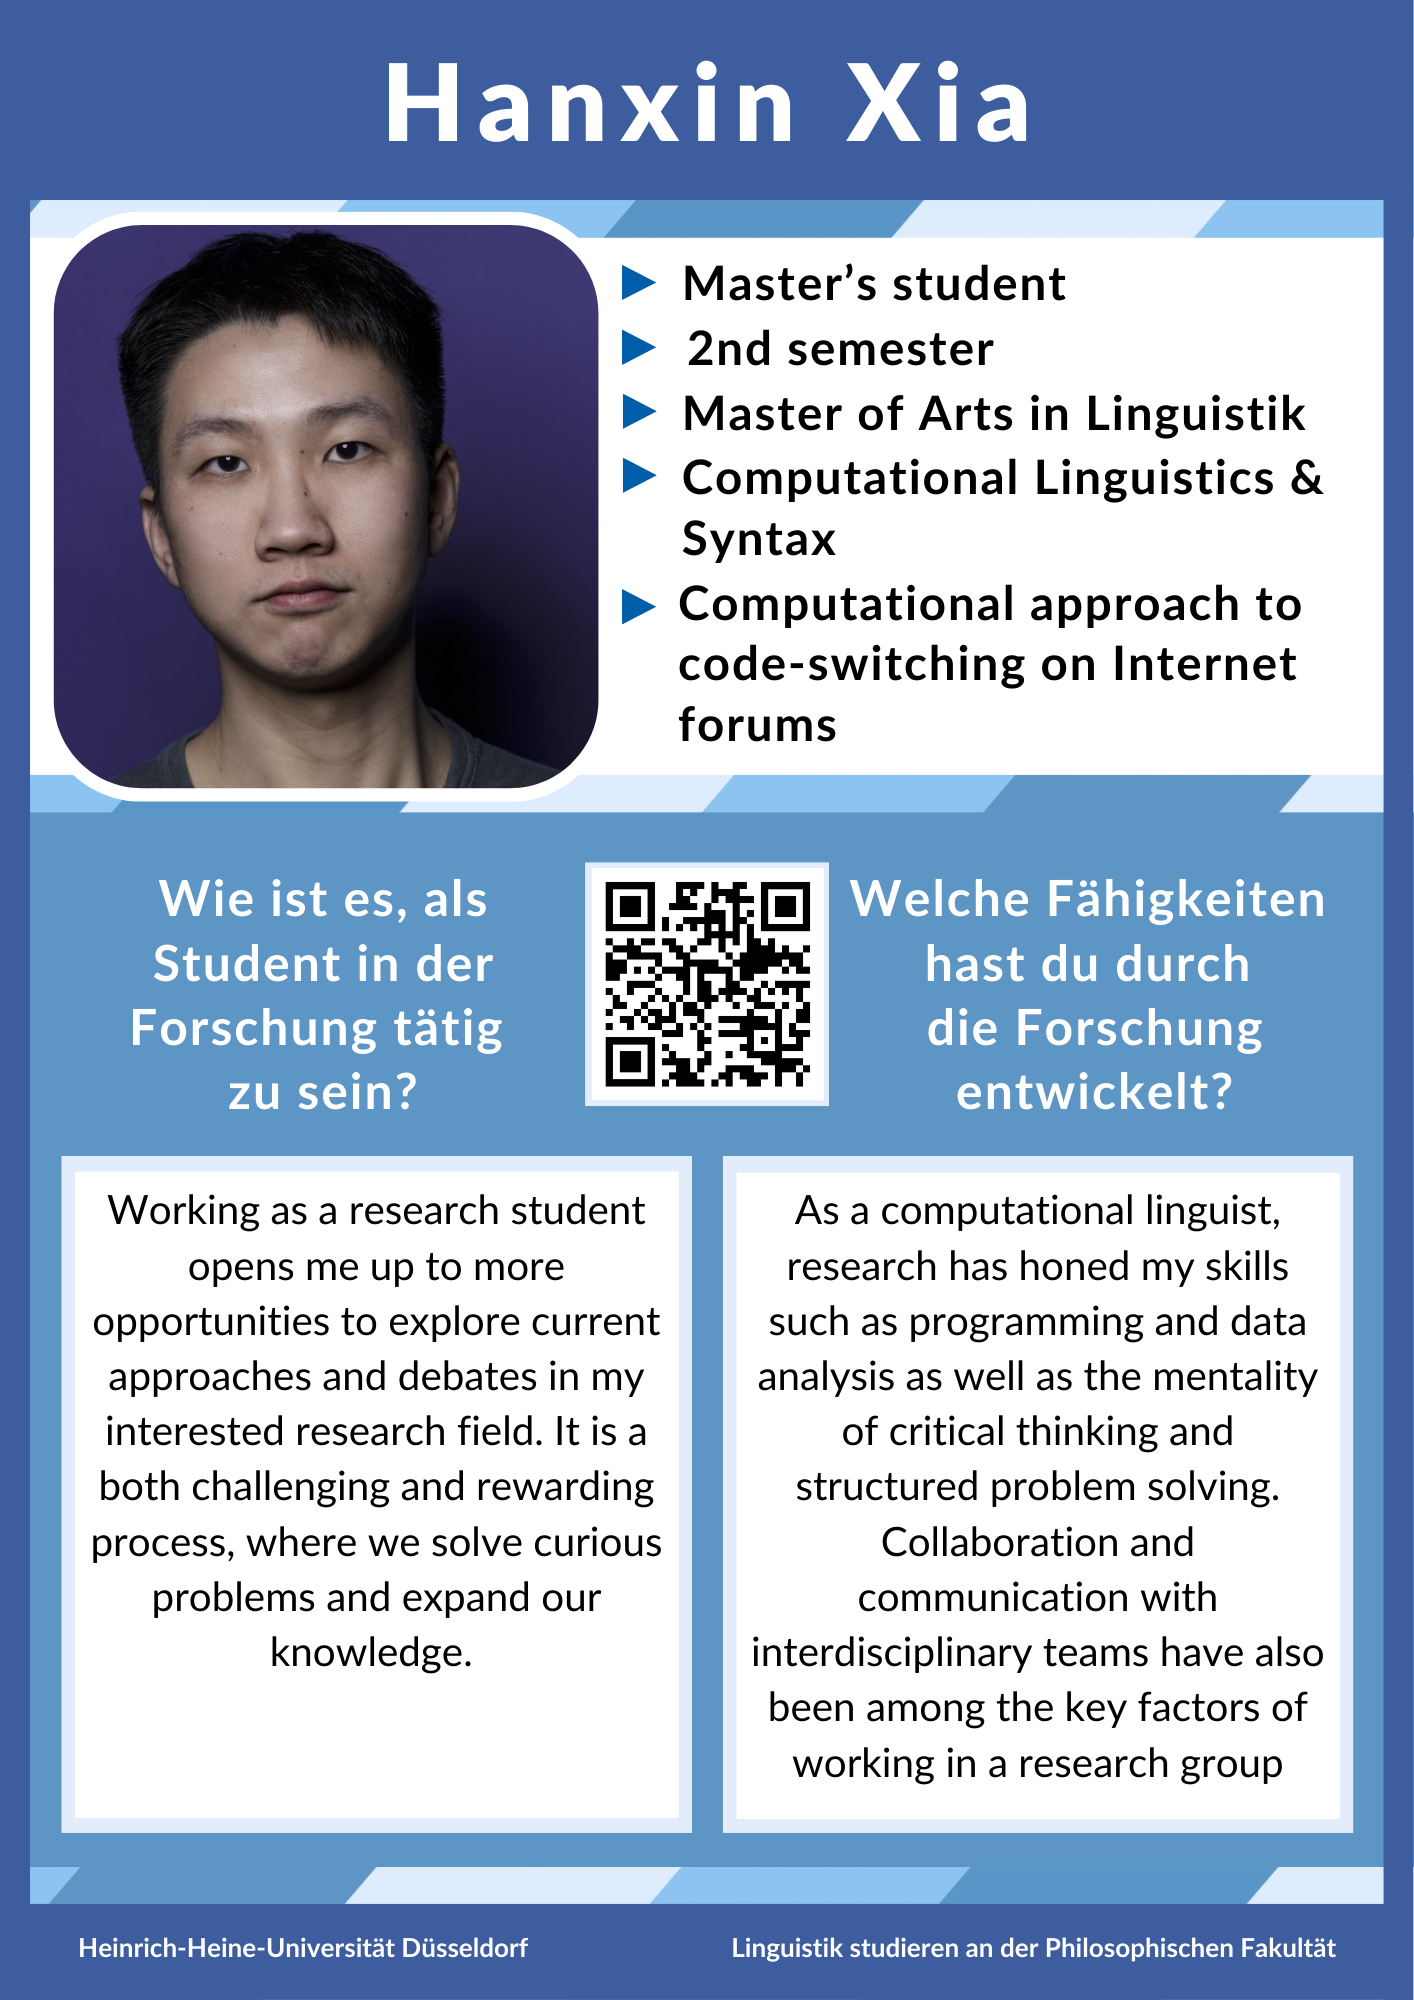 Hanxin Xia
Master’s student
2nd semester
Master of Arts in Linguistik
Computational Linguistics &
Syntax
Computational approach to
code-switching on Internet
forums
Wie ist es, als
Student in der
Forschung tätig
zu sein?
Welche Fähigkeiten
hast du durch
die Forschung
entwickelt?
Working as a research student
opens me up to more
opportunities to explore current
approaches and debates in my
interested research field. It is a
both challenging and rewarding
process, where we solve curious
problems and expand our
knowledge.
As a computational linguist,
research has honed my skills
such as programming and data
analysis as well as the mentality
of critical thinking and
structured problem solving.
Collaboration and
communication with
interdisciplinary teams have also
been among the key factors of
working in a research group
Heinrich-Heine-Universität Düsseldorf
Linguistik studieren an der Philosophischen Fakultät